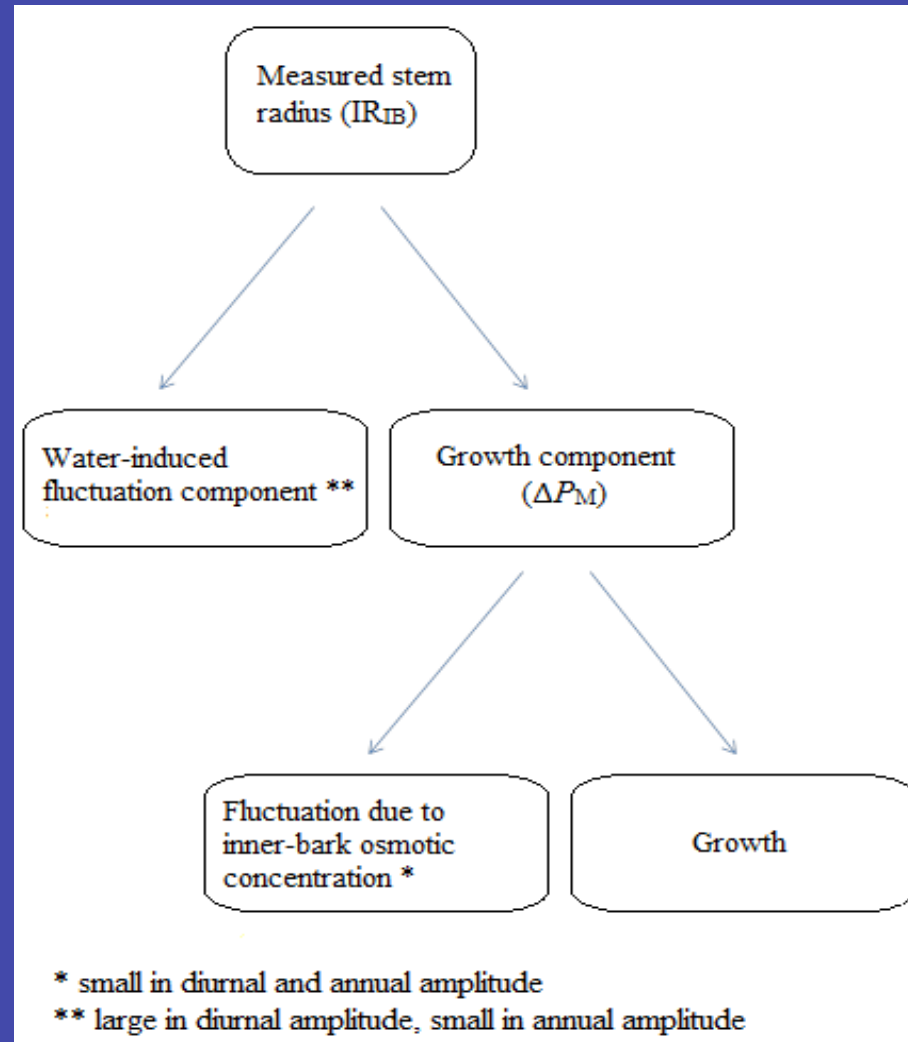 Measured stem
radius (IRIB)
Water-induced
fluctuation component **
Growth component
(ΔPM)
Fluctuation due to
inner-bark osmotic
concentration *
Growth
* small in diurnal and annual amplitude
** large in diurnal amplitude, small in annual amplitude